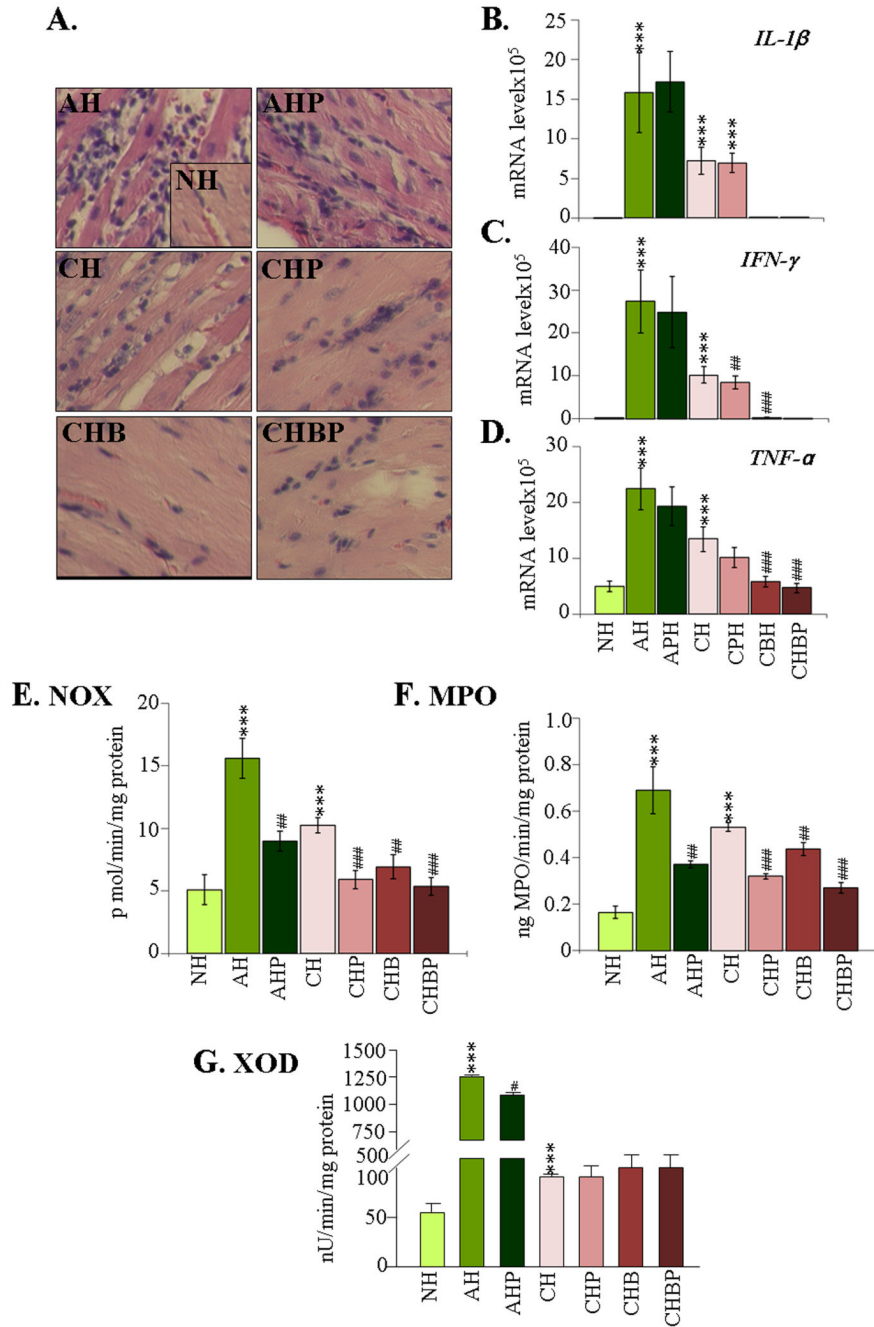 A.
AH
NH
AHP
CH
CHP
CHB
CHBP
B.
IL-1β
mRNA levelx10⁵
25
20
15
10
5
0
***
***
***
C.
IFN-γ
mRNA levelx10⁵
40
30
20
10
0
***
***
##
###
D.
TNF-α
mRNA levelx10⁵
30
20
10
0
***
***
###
###
NH
AH
APH
CH
CPH
CBH
CHBP
E. NOX
p mol/min/mg protein
20
15
10
5
0
***
##
***
###
##
###
NH
AH
AHP
CH
CHP
CHB
CHBP
F. MPO
ng MPO/min/mg protein
1.0
0.8
0.6
0.4
0.2
0
***
##
***
###
##
###
NH
AH
AHP
CH
CHP
CHB
CHBP
G. XOD
nU/min/mg protein
1500
1250
1000
750
500
100
50
0
***
#
***
NH
AH
AHP
CH
CHP
CHB
CHBP